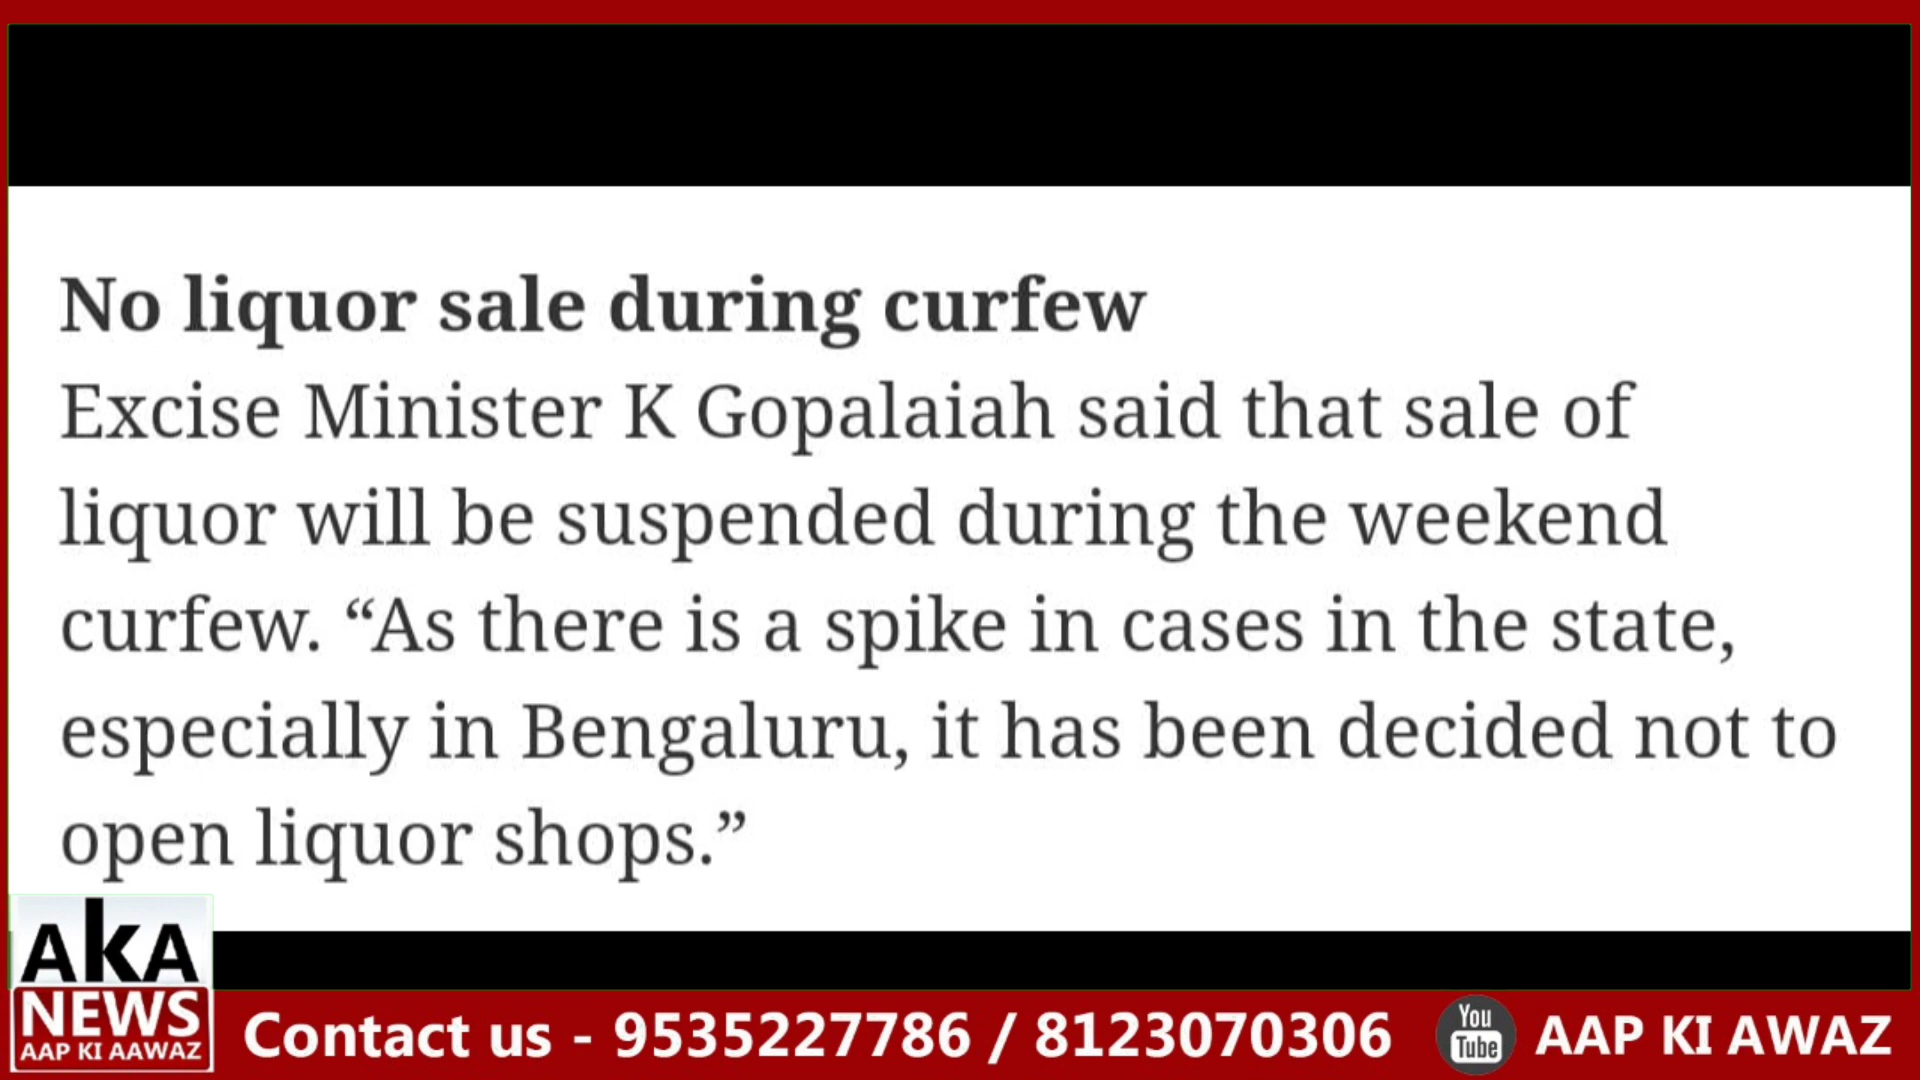 No liquor sale during curfew
Excise Minister K Gopalaiah said that sale of
liquor will be suspended during the weekend
curfew. “As there is a spike in cases in the state,
especially in Bengaluru, it has been decided not to
open liquor shops.”
AkA
NEWS
AAP KI AAWAZ
Contact us - 9535227786 / 8123070306
You
Tube
AAP KI AWAZ